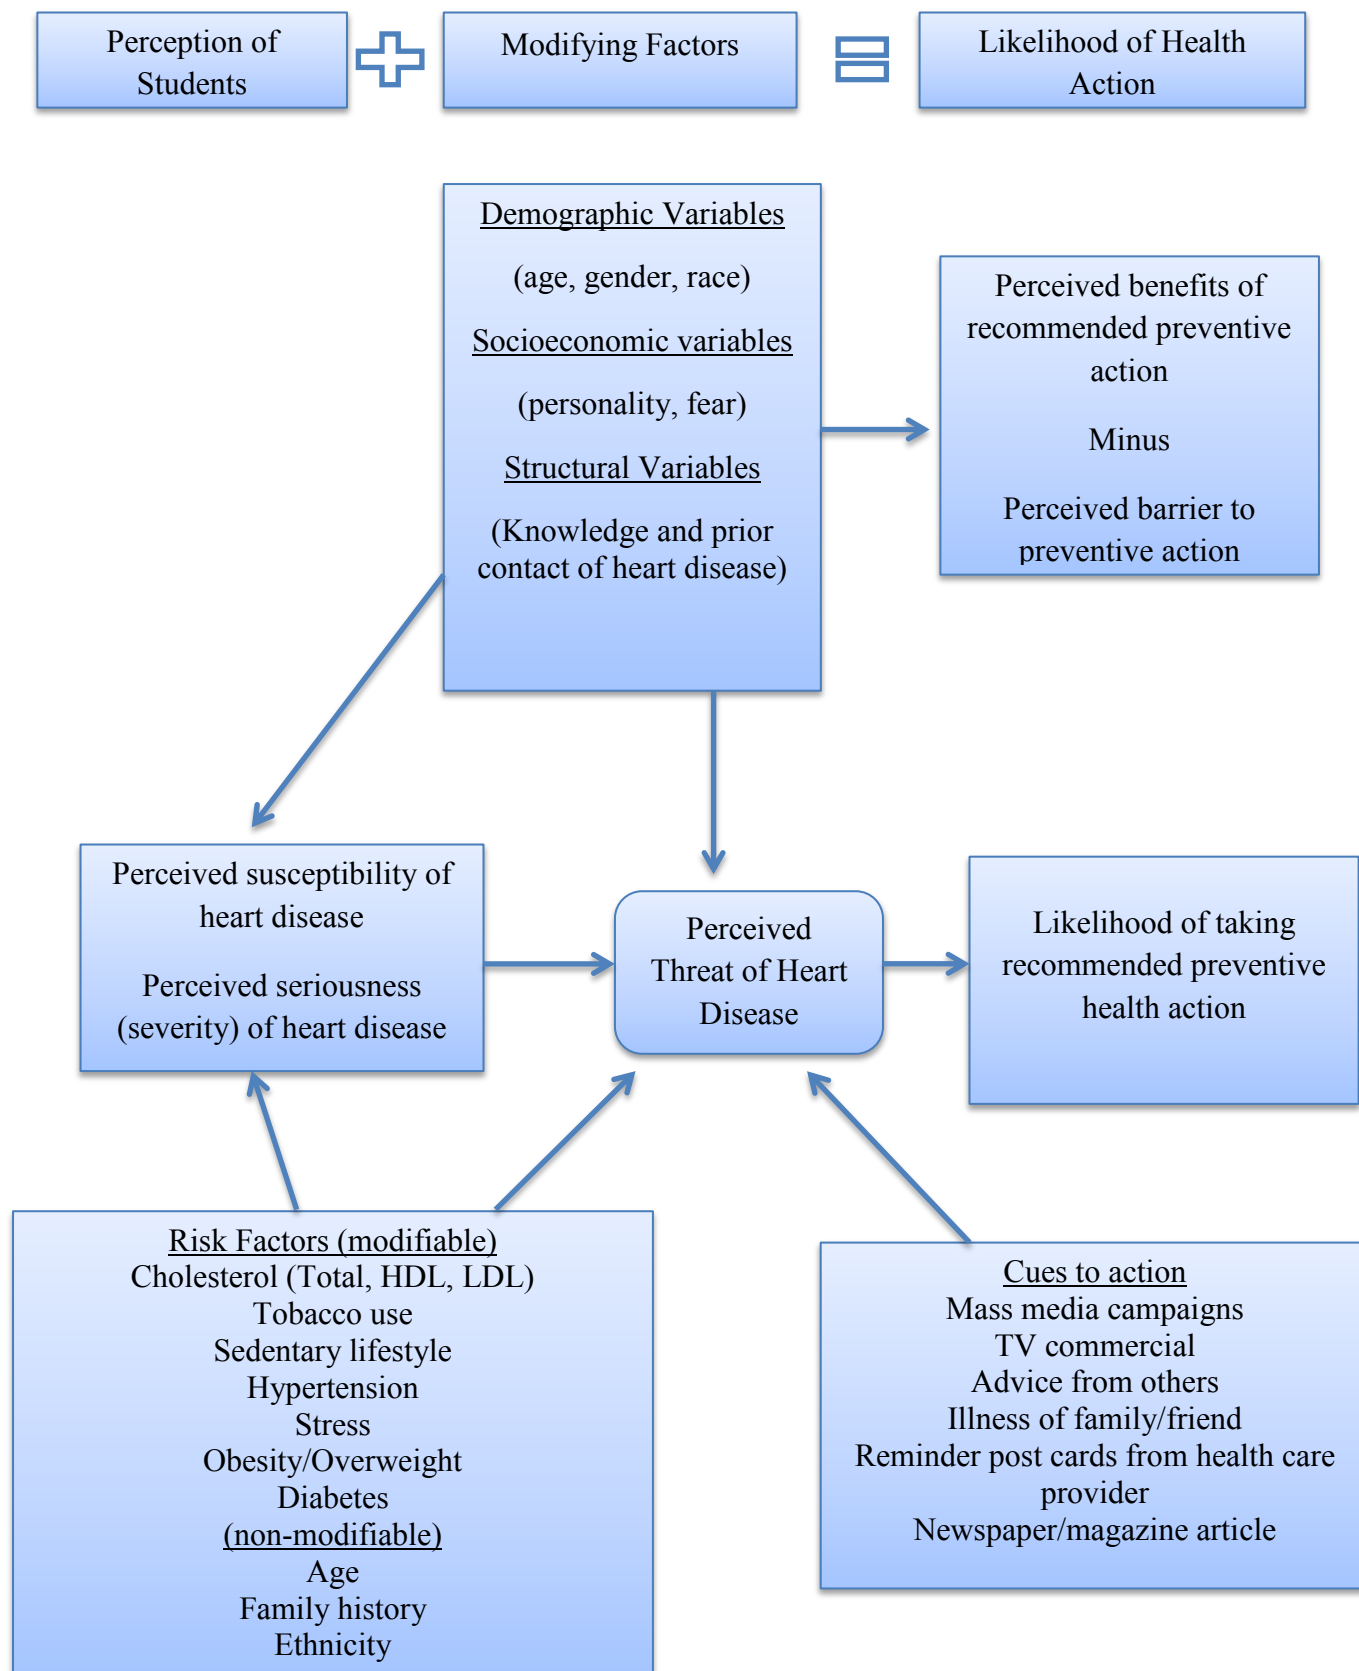 Perception of
Students
Modifying Factors
Likelihood of Health
Action
Demographic Variables
(age, gender, race)
Socioeconomic variables
(personality, fear)
Structural Variables
(Knowledge and prior
contact of heart disease)
Perceived benefits of
recommended preventive
action
Minus
Perceived barrier to
preventive action
Perceived susceptibility of
heart disease
Perceived seriousness
(severity) of heart disease
Perceived
Threat of Heart
Disease
Likelihood of taking
recommended preventive
health action
Risk Factors (modifiable)
Cholesterol (Total, HDL, LDL)
Tobacco use
Sedentary lifestyle
Hypertension
Stress
Obesity/Overweight
Diabetes
(non-modifiable)
Age
Family history
Ethnicity
Cues to action
Mass media campaigns
TV commercial
Advice from others
Illness of family/friend
Reminder post cards from health care
provider
Newspaper/magazine article